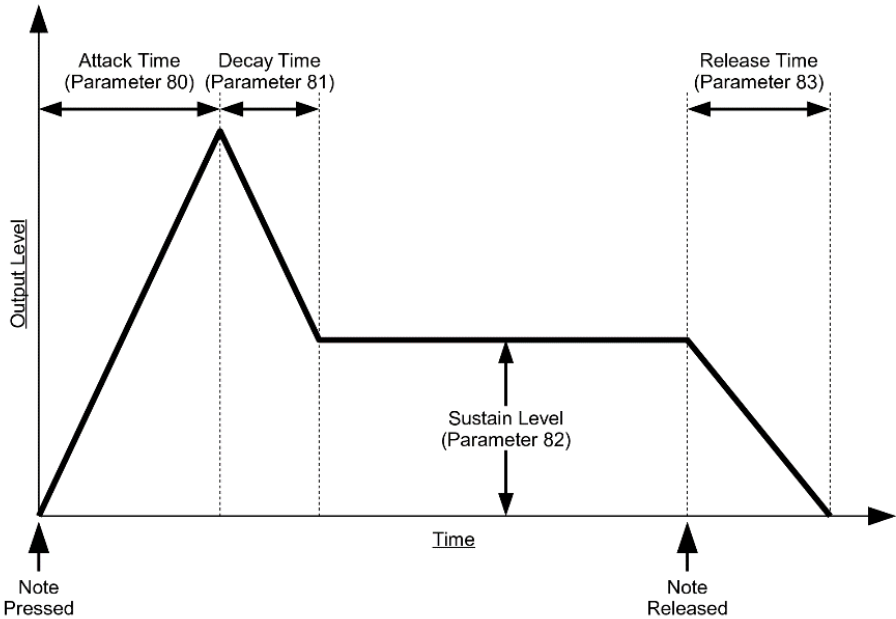 Attack Time
(Parameter 80)
Decay Time
(Parameter 81)
Release Time
(Parameter 83)
Output Level
Sustain Level
(Parameter 82)
Time
Note
Pressed
Note
Released